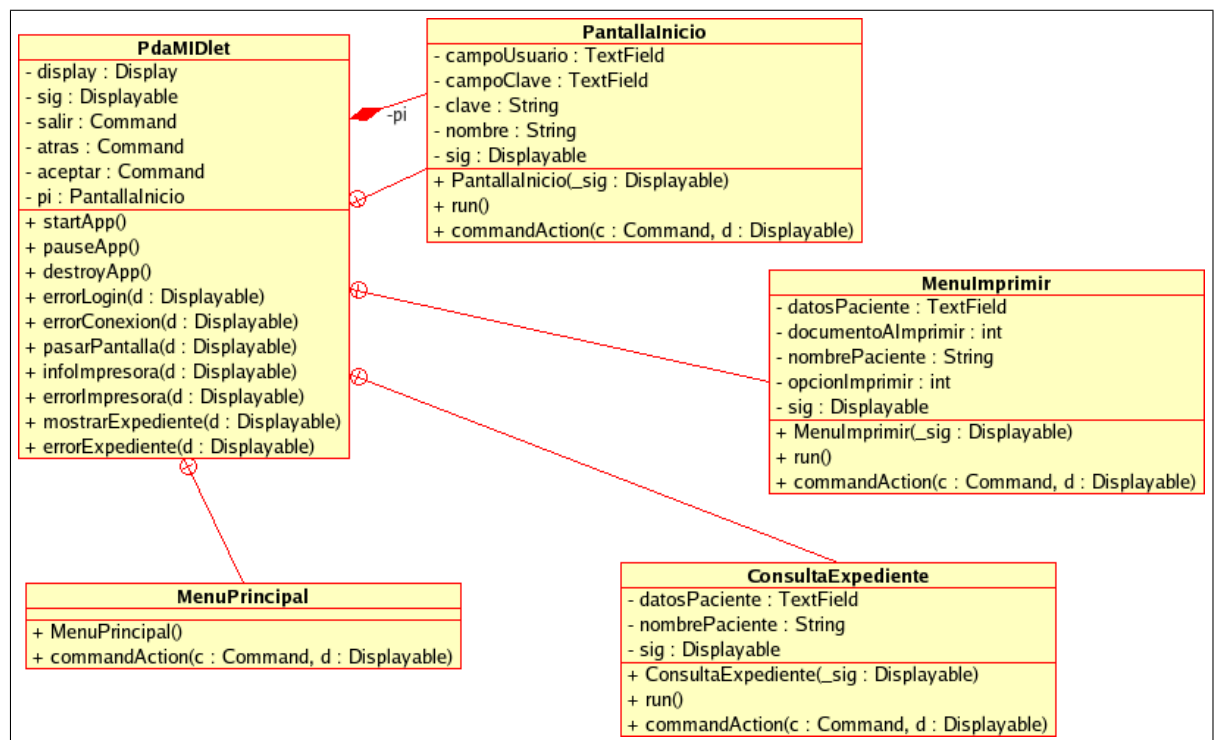 PdaMIDlet
- display : Display
- sig : Displayable
- salir : Command
- atras : Command
- aceptar : Command
- pi : PantallaInicio
+ startApp()
+ pauseApp()
+ destroyApp()
+ errorLogin(d : Displayable)
+ errorConexion(d : Displayable)
+ pasarPantalla(d : Displayable)
+ infoImpresora(d : Displayable)
+ errorImpresora(d : Displayable)
+ mostrarExpediente(d : Displayable)
+ errorExpediente(d : Displayable)
-pi
PantallaInicio
- campoUsuario : TextField
- campoClave : TextField
- clave : String
- nombre : String
- sig : Displayable
+ PantallaInicio(_sig : Displayable)
+ run()
+ commandAction(c : Command, d : Displayable)
MenuImprimir
- datosPaciente : TextField
- documentoAImprimir : int
- nombrePaciente : String
- opcionImprimir : int
- sig : Displayable
+ MenuImprimir(_sig : Displayable)
+ run()
+ commandAction(c : Command, d : Displayable)
MenuPrincipal
+ MenuPrincipal()
+ commandAction(c : Command, d : Displayable)
ConsultaExpediente
- datosPaciente : TextField
- nombrePaciente : String
- sig : Displayable
+ ConsultaExpediente(_sig : Displayable)
+ run()
+ commandAction(c : Command, d : Displayable)